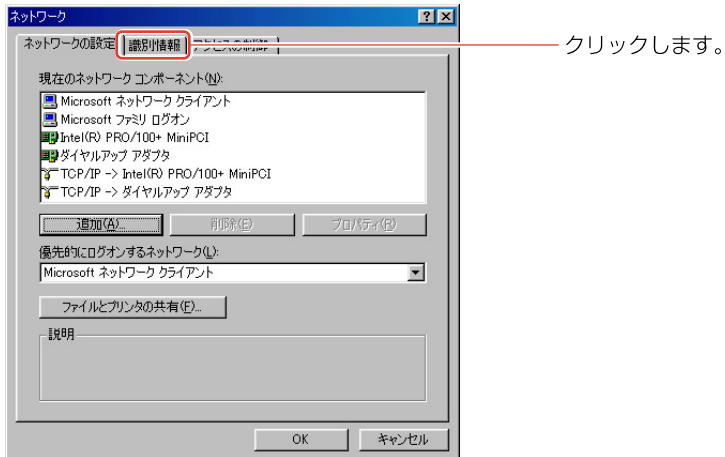 ネットワーク
ネットワークの設定 識別情報 アクセスの制御
クリックします。
現在のネットワーク コンポーネント(N):
Microsoft ネットワーク クライアント
Microsoft ファミリ ログオン
Intel(R) PRO/100+ MiniPCI
ダイヤルアップ アダプタ
TCP/IP -> Intel(R) PRO/100+ MiniPCI
TCP/IP -> ダイヤルアップ アダプタ
追加(A)... 削除(E) プロパティ(R)
優先的にログオンするネットワーク(L):
Microsoft ネットワーク クライアント
ファイルとプリンタの共有(F)...
説明
OK キャンセル